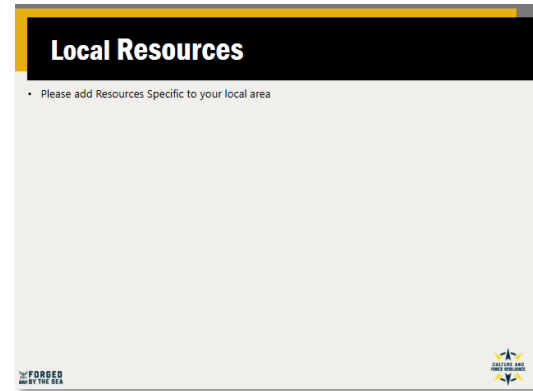 Local Resources
• Please add Resources Specific to your local area
FORGED
BY THE SEA
CULTURE AND
FORCE RESILIENCE